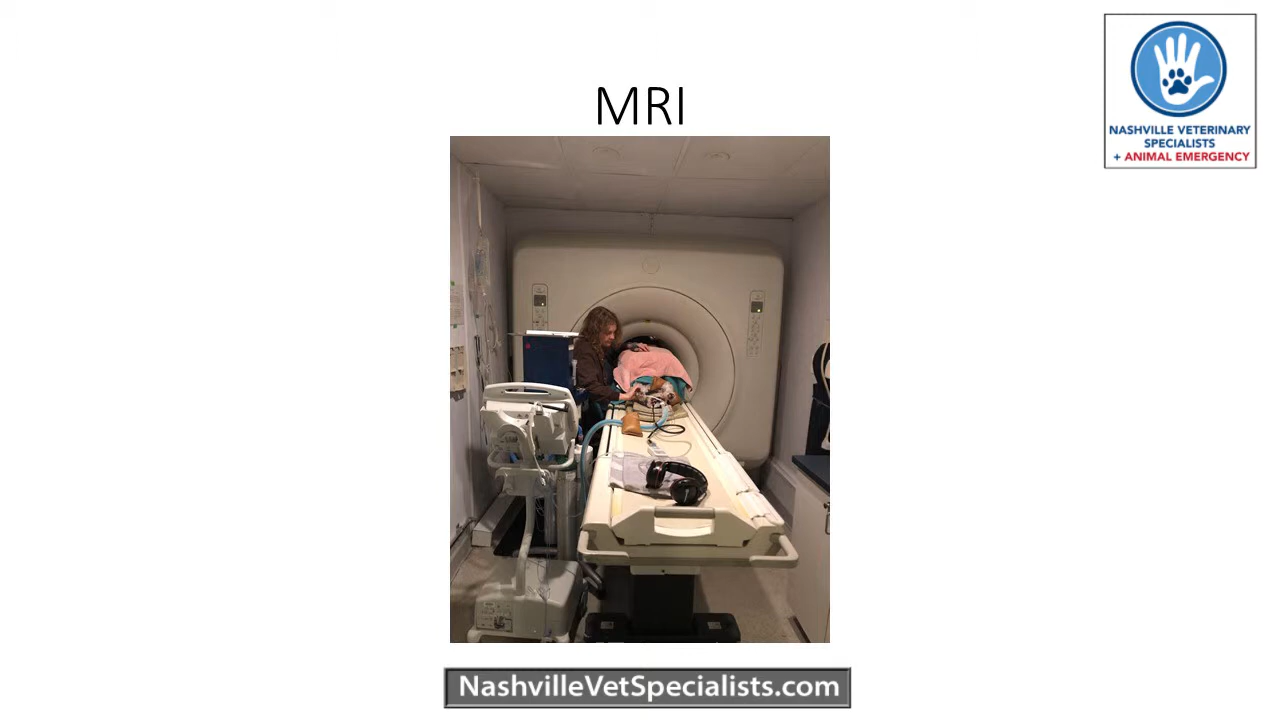 MRI
NASHVILLE VETERINARY
SPECIALISTS
+ ANIMAL EMERGENCY
NashvilleVetSpecialists.com